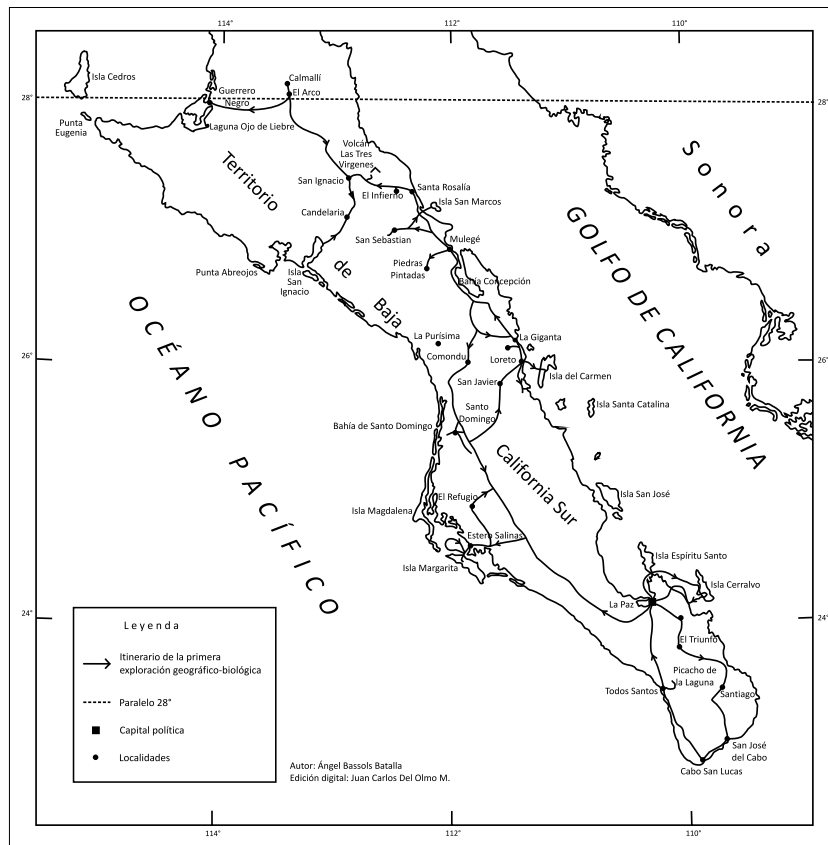 114°
112°
110°
Isla Cedros
Calmallí
28°
Guerrero
Negro
El Arco
28°
Punta
Eugenia
Laguna Ojo de Liebre
Volcán
Las Tres
Virgenes
Sonora
Territorio
San Ignacio
El Infierno
Santa Rosalía
Isla San Marcos
Candelaria
San Sebastian
Mulegé
GOLFO DE CALIFORNIA
Punta Abreojos
Isla
San
Ignacio
de
Piedras
Pintadas
Bahía Concepción
Baja
OCÉANO PACÍFICO
La Purísima
La Giganta
26°
Comondu
Loreto
26°
San Javier
Isla del Carmen
Santo
Domingo
Isla Santa Catalina
Bahía de Santo Domingo
California Sur
El Refugio
Isla San José
Isla Magdalena
Estero Salinas
Isla Espíritu Santo
Isla Margarita
Isla Cerralvo
La Paz
24°
24°
El Triunfo
Picacho de
la Laguna
Todos Santos
Santiago
San José
del Cabo
Cabo San Lucas
Leyenda
Itinerario de la primera
exploración geográfico-biológica
Paralelo 28°
Capital política
Localidades
Autor: Ángel Bassols Batalla
Edición digital: Juan Carlos Del Olmo M.
114°
112°
110°